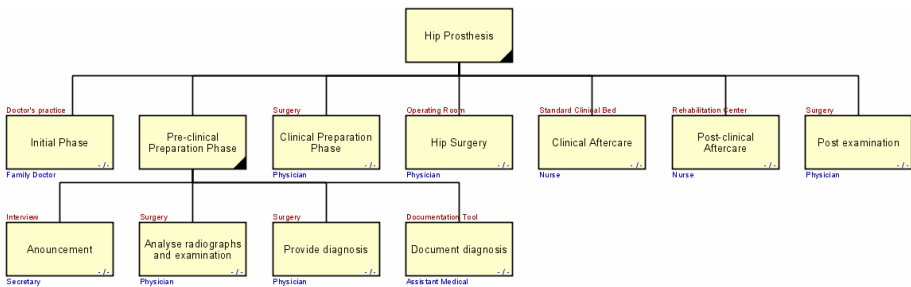 Hip Prosthesis
Doctor's practice
Initial Phase
- / -
Family Doctor
Pre-clinical
Preparation Phase
Surgery
Clinical Preparation
Phase
- / -
Physician
Operating Room
Hip Surgery
- / -
Physician
Standard Clinical Bed
Clinical Aftercare
- / -
Nurse
Rehabilitation Center
Post-clinical
Aftercare
- / -
Nurse
Surgery
Post examination
- / -
Physician
Interview
Anouncement
- / -
Secretary
Surgery
Analyse radiographs
and examination
- / -
Physician
Surgery
Provide diagnosis
- / -
Physician
Documentation Tool
Document diagnosis
- / -
Assistant Medical